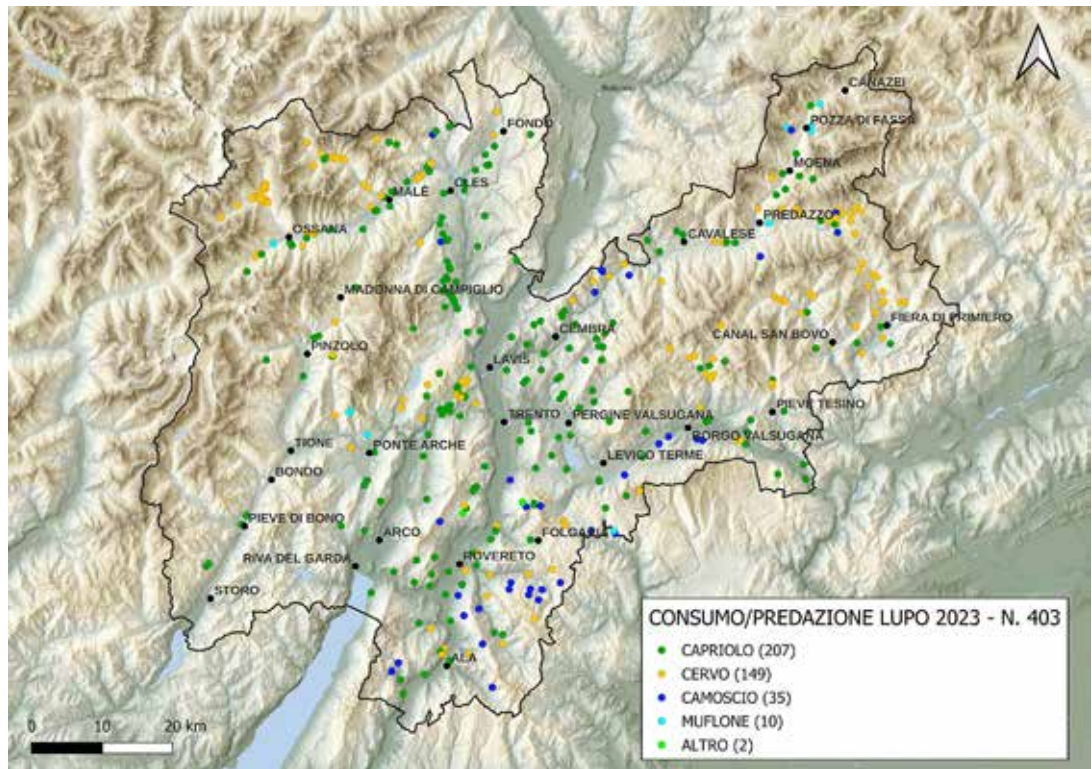 CANAZEI
FONDO
POZZA DI FASSA
MOENA
CLES
MALÈ
PREDAZZO
OSSANA
CAVALESE
MADONNA DI CAMPIGLIO
FIERA DI PRIMIERO
CEMBRA
CANAL SAN BOVO
PINZOLO
LAVIS
PIEVE TESINO
TRENTO
PERGINE VALSUGANA
BORGO VALSUGANA
TIONE
PONTE ARCHE
LEVICO TERME
BONDO
PIEVE DI BONO
ARCO
FOLGARIA
RIVA DEL GARDA
ROVERETO
STORO
ALA
CONSUMO/PREDAZIONE LUPO 2023 - N. 403
CAPRIOLO (207)
CERVO (149)
CAMOSCIO (35)
MUFLONE (10)
ALTRO (2)
0 10 20 km